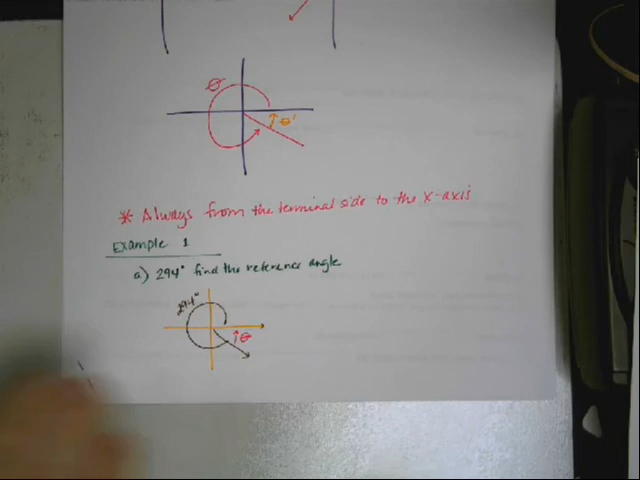 θ
θ'
* Always from the terminal side to the x-axis
Example 1
a) 294° find the reference angle
294°
θ